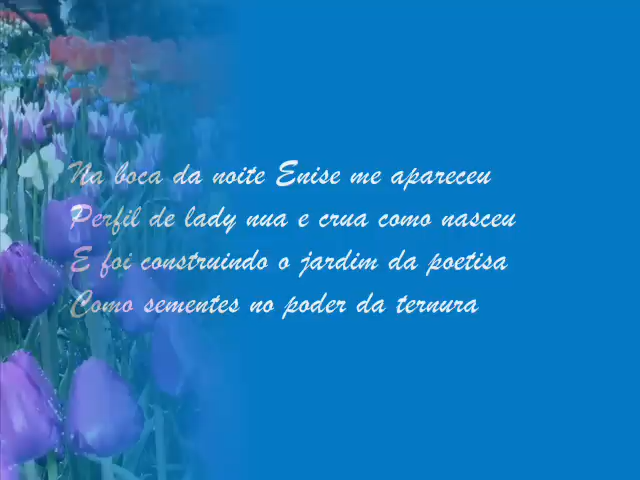 Na boca da noite Enise me apareceu
Perfil de lady nua e crua como nasceu
E foi construindo o jardim da poetisa
Como sementes no poder da ternura